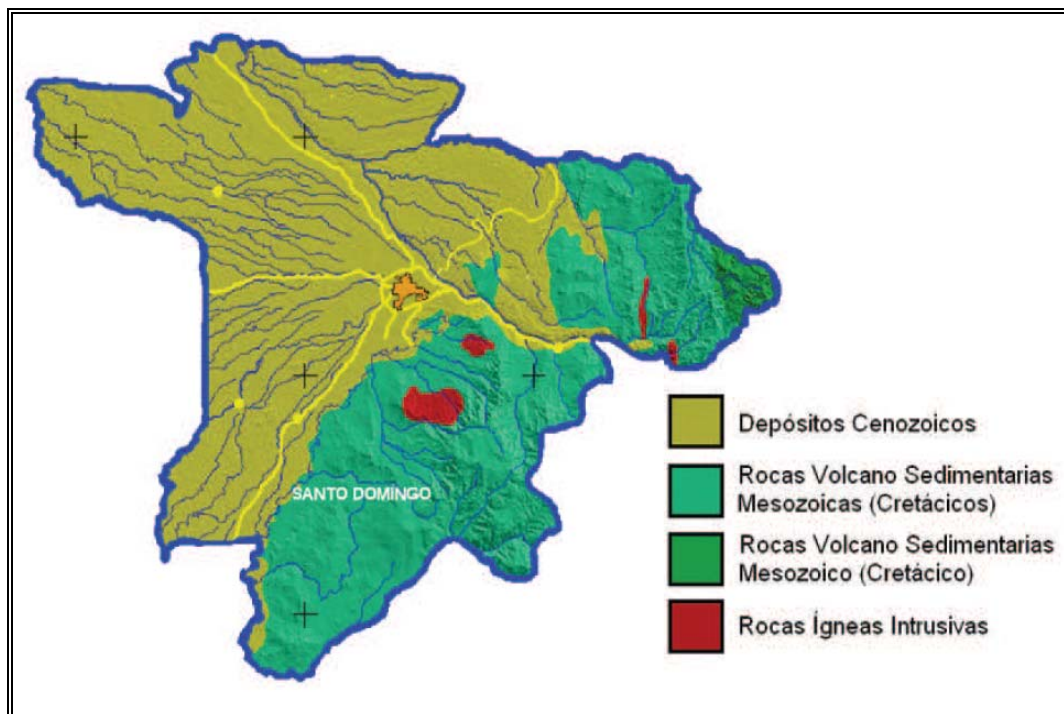 SANTO DOMINGO
Depósitos Cenozoicos
Rocas Volcano Sedimentarias
Mesozoicas (Cretácicos)
Rocas Volcano Sedimentarias
Mesozoico (Cretácico)
Rocas Ígneas Intrusivas